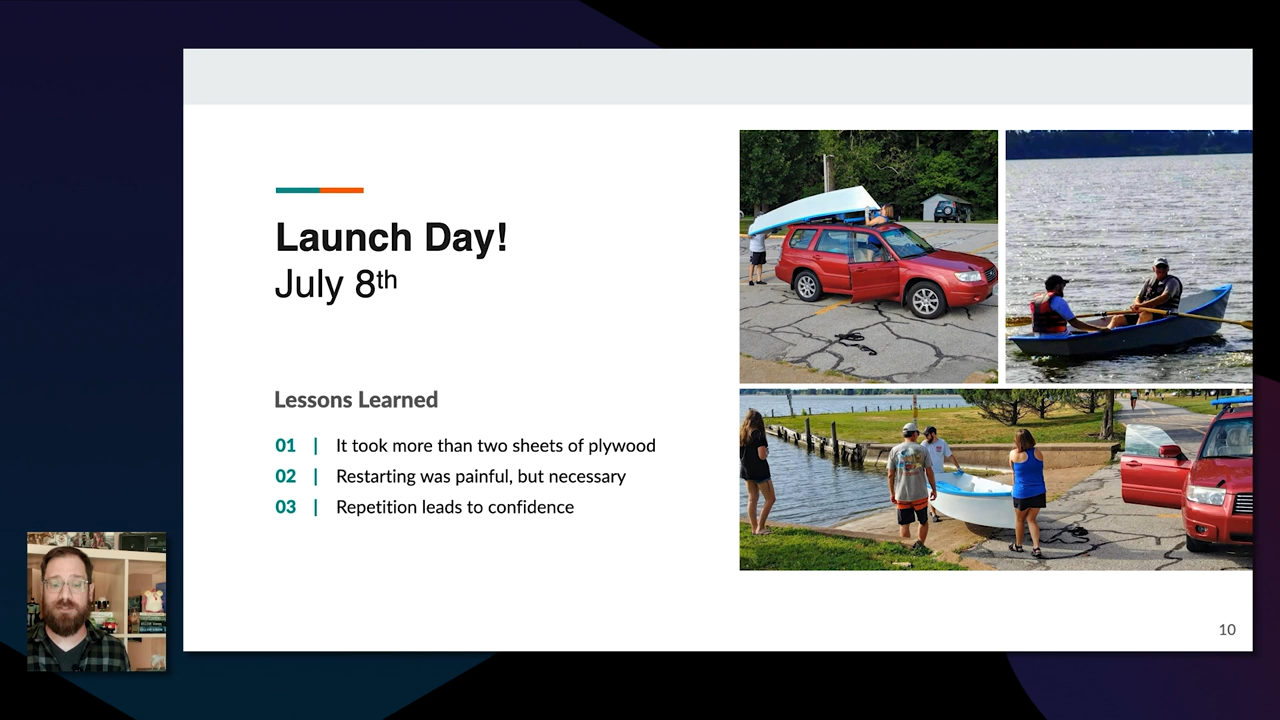 Launch Day!
July 8th
Lessons Learned
01 | It took more than two sheets of plywood
02 | Restarting was painful, but necessary
03 | Repetition leads to confidence
10